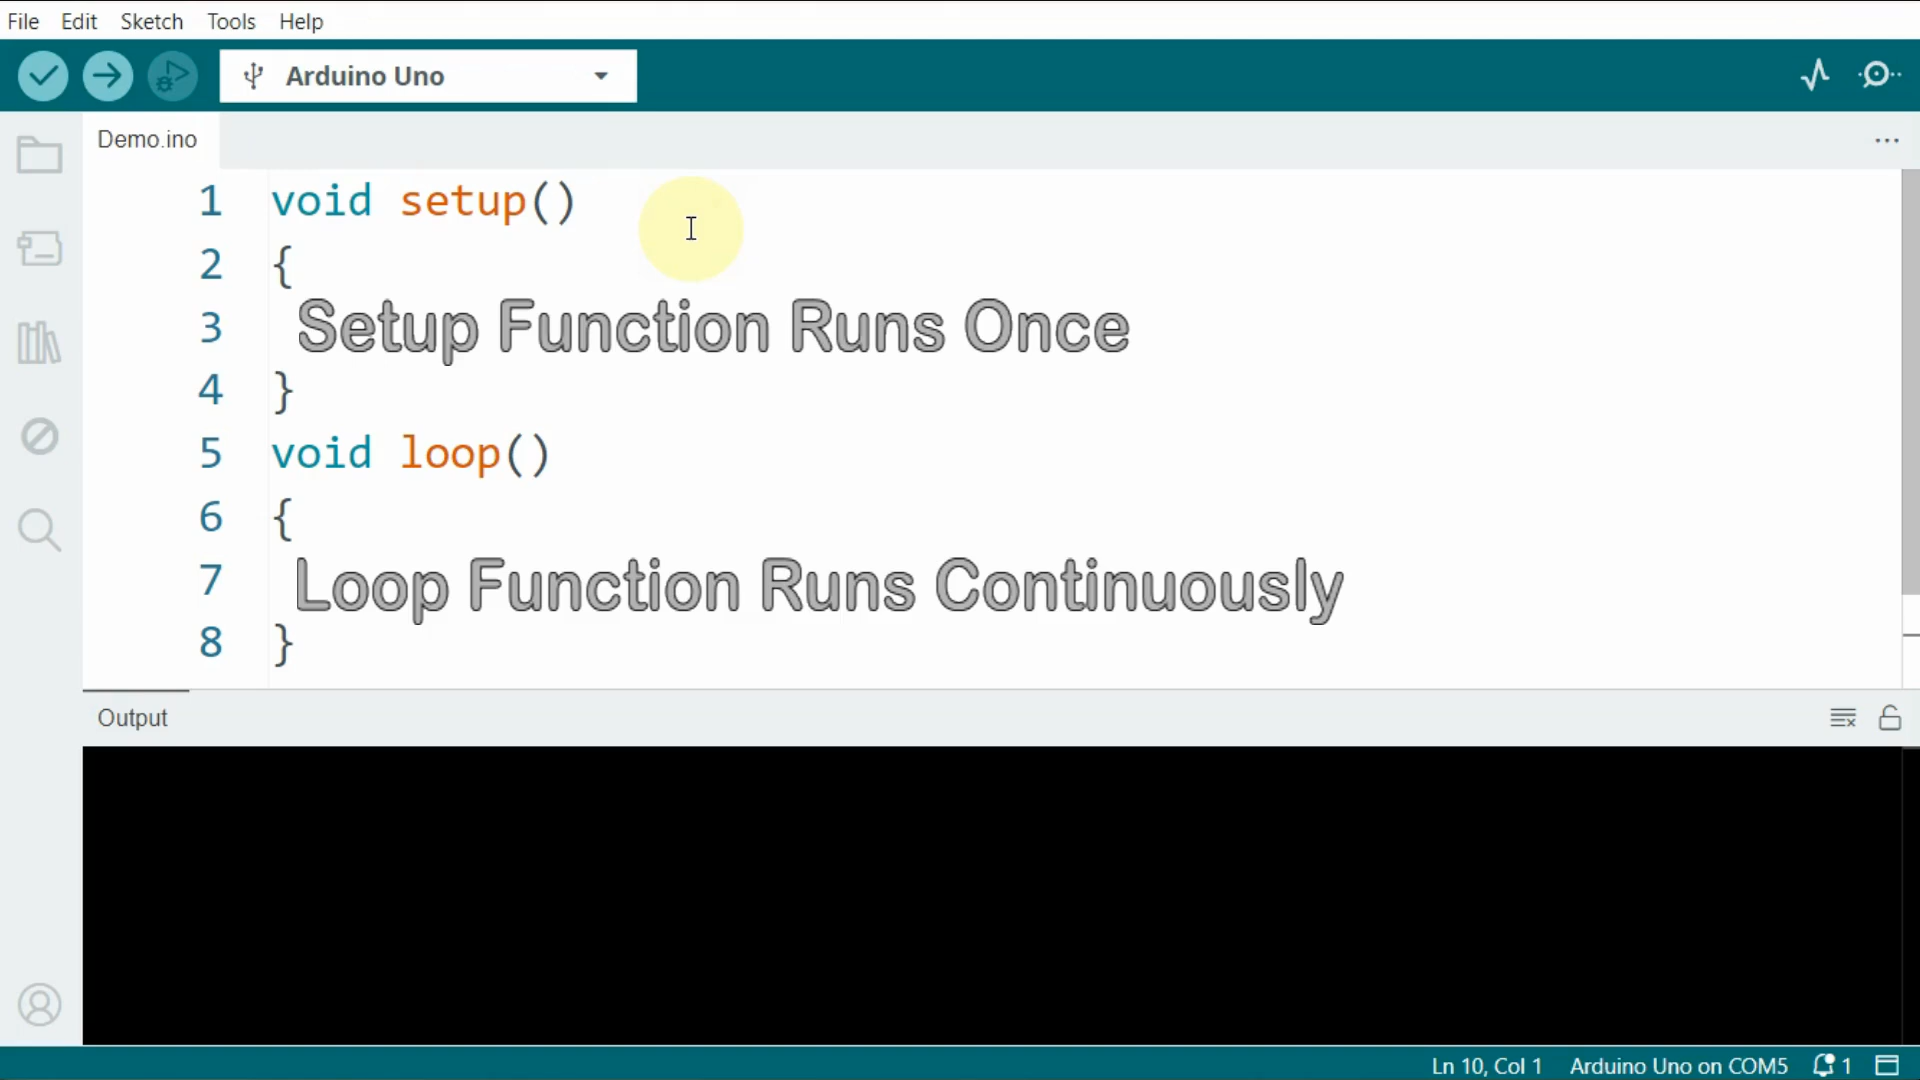 File Edit Sketch Tools Help
Arduino Uno
Demo.ino
1 void setup()
2 {
3 Setup Function Runs Once
4 }
5 void loop()
6 {
7 Loop Function Runs Continuously
8 }
Output
Ln 10, Col 1 Arduino Uno on COM5 1